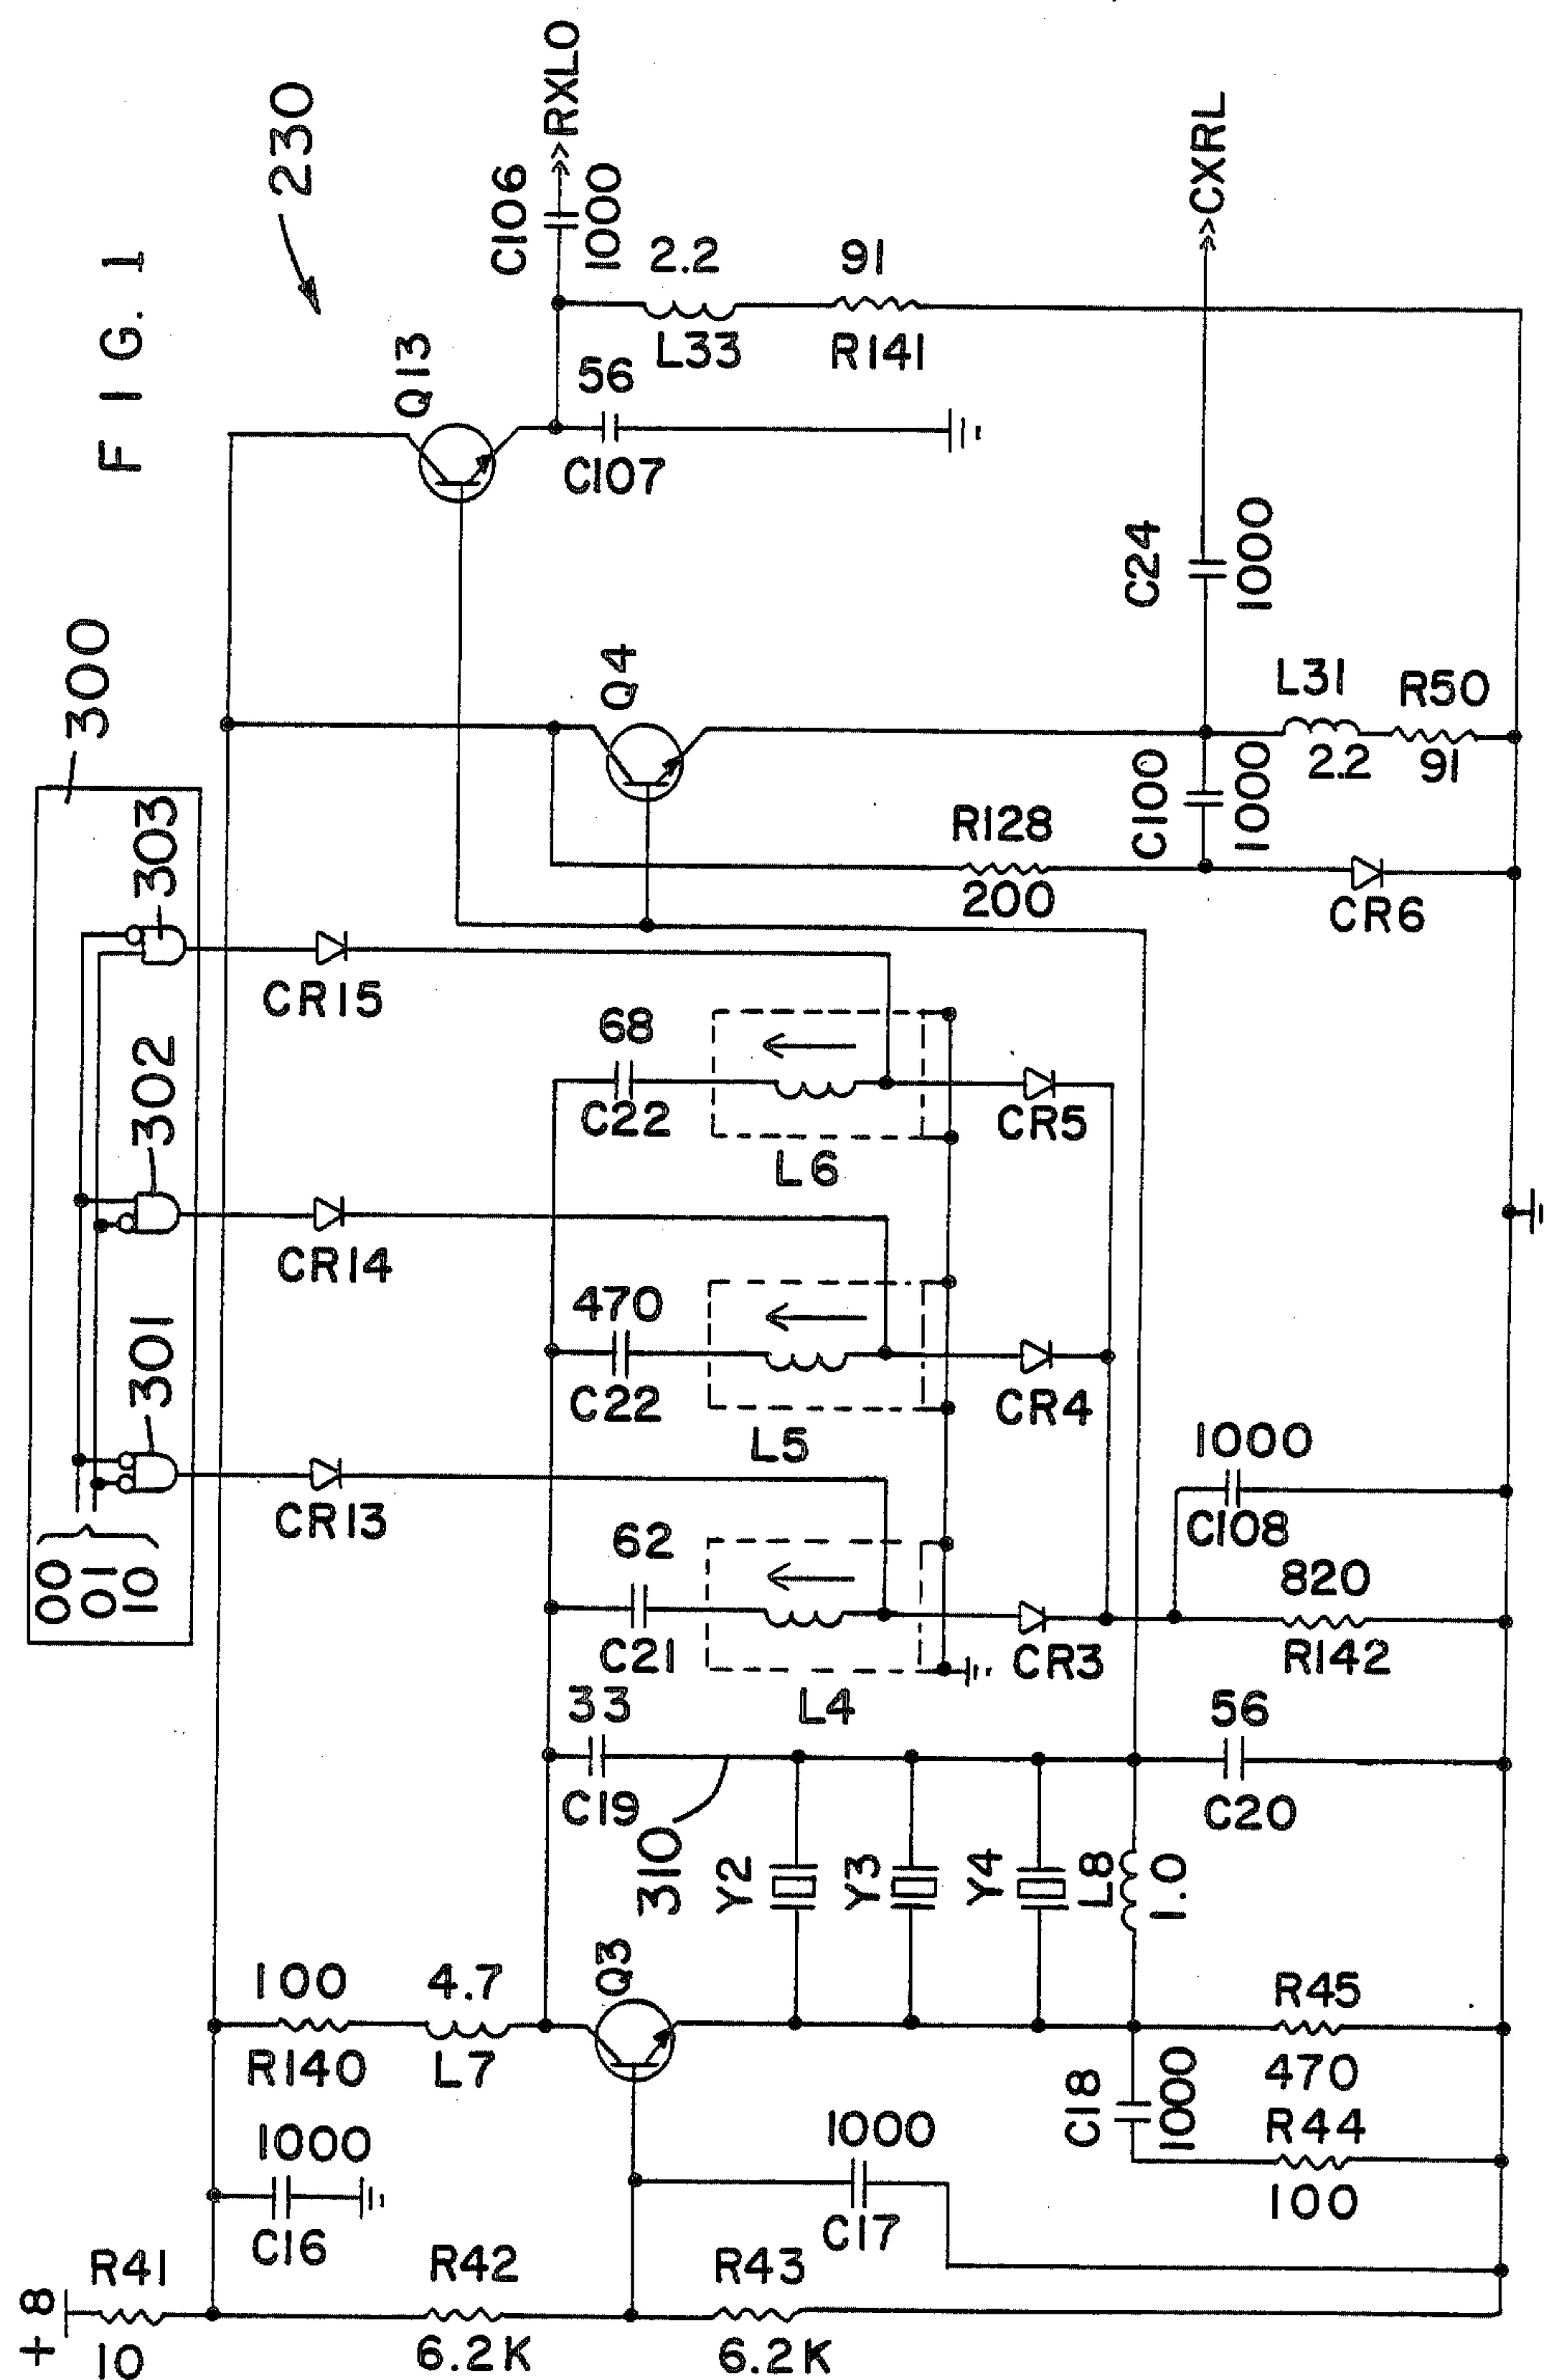 FIG. 1
230
300
00
01
10
301
302
303
+8
R41
10
C16
1000
R140
100
L7
4.7
R42
6.2K
R43
6.2K
C17
1000
Q3
CR13
CR14
CR15
C19
33
310
Y2
Y3
Y4
L8
1.0
C18
1000
R44
100
R45
470
C20
56
C21
62
L4
CR3
C22
470
L5
CR4
C22
68
L6
CR5
C108
1000
820
R142
Q4
R128
200
C100
1000
CR6
L31
2.2
R50
91
C24
1000
>>CXRL
Q13
56
C107
C106
1000
>>RXLO
2.2
L33
91
R141